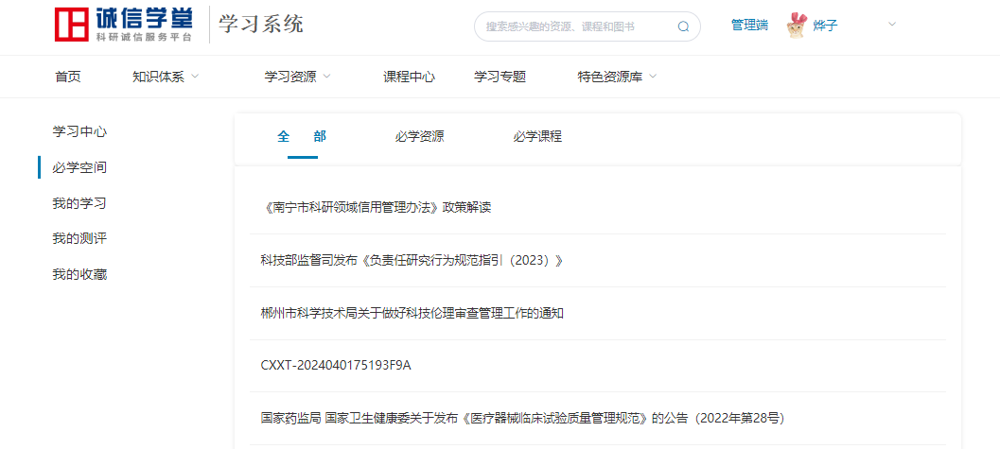 诚信学堂
科研诚信服务平台
学习系统
搜索感兴趣的资源、课程和图书
管理端
烨子
首页
知识体系
学习资源
课程中心
学习专题
特色资源库
学习中心
必学空间
我的学习
我的测评
我的收藏
全 部
必学资源
必学课程
《南宁市科研领域信用管理办法》政策解读
科技部监督司发布《负责任研究行为规范指引（2023）》
郴州市科学技术局关于做好科技伦理审查管理工作的通知
CXXT-2024040175193F9A
国家药监局 国家卫生健康委关于发布《医疗器械临床试验质量管理规范》的公告（2022年第28号）